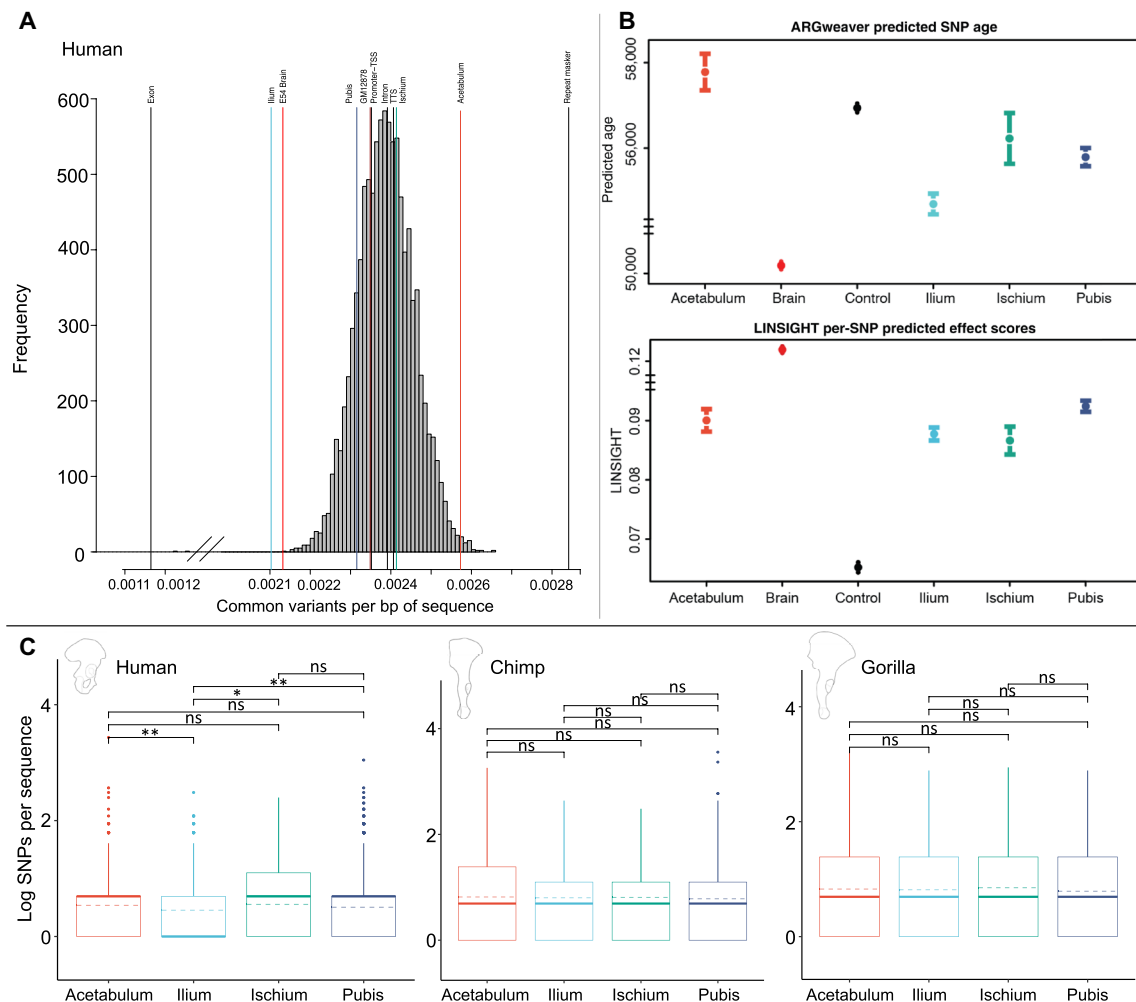 A
Human
Exon
Ilium
E54 Brain
Pubis
GM12878
Promoter-TSS
Intron
TTS
Ischium
Acetabulum
Repeat masker
Frequency
600
500
400
300
200
100
0
0.0011 0.0012 0.0021 0.0022 0.0024 0.0026 0.0028
Common variants per bp of sequence
B
ARGweaver predicted SNP age
Predicted age
58,000
56,000
50,000
Acetabulum Brain Control Ilium Ischium Pubis
LINSIGHT per-SNP predicted effect scores
LINSIGHT
0.12
0.09
0.08
0.07
Acetabulum Brain Control Ilium Ischium Pubis
C
Human
Log SNPs per sequence
4
2
0
ns
**
*
ns
ns
**
Acetabulum Ilium Ischium Pubis
Chimp
4
2
0
ns
ns
ns
ns
ns
ns
Acetabulum Ilium Ischium Pubis
Gorilla
4
2
0
ns
ns
ns
ns
ns
ns
Acetabulum Ilium Ischium Pubis